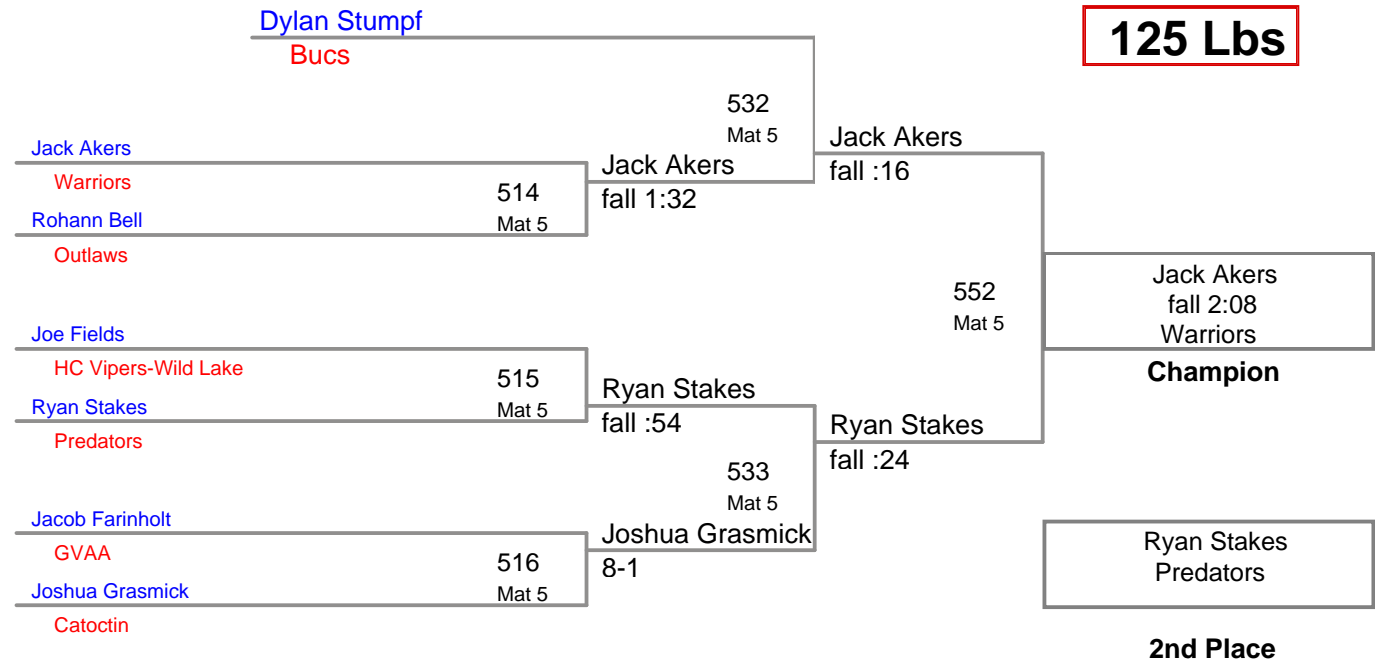 Dylan Stumpf
Bucs
125 Lbs
532
Mat 5
Jack Akers
Warriors
514
Mat 5
Rohann Bell
Outlaws
Jack Akers
fall 1:32
Jack Akers
fall :16
Joe Fields
HC Vipers-Wild Lake
515
Mat 5
Ryan Stakes
Predators
Ryan Stakes
fall :54
533
Mat 5
Ryan Stakes
fall :24
Jacob Farinholt
GVAA
516
Mat 5
Joshua Grasmick
Catoctin
Joshua Grasmick
8-1
552
Mat 5
Jack Akers
fall 2:08
Warriors
Champion
Ryan Stakes
Predators
2nd Place